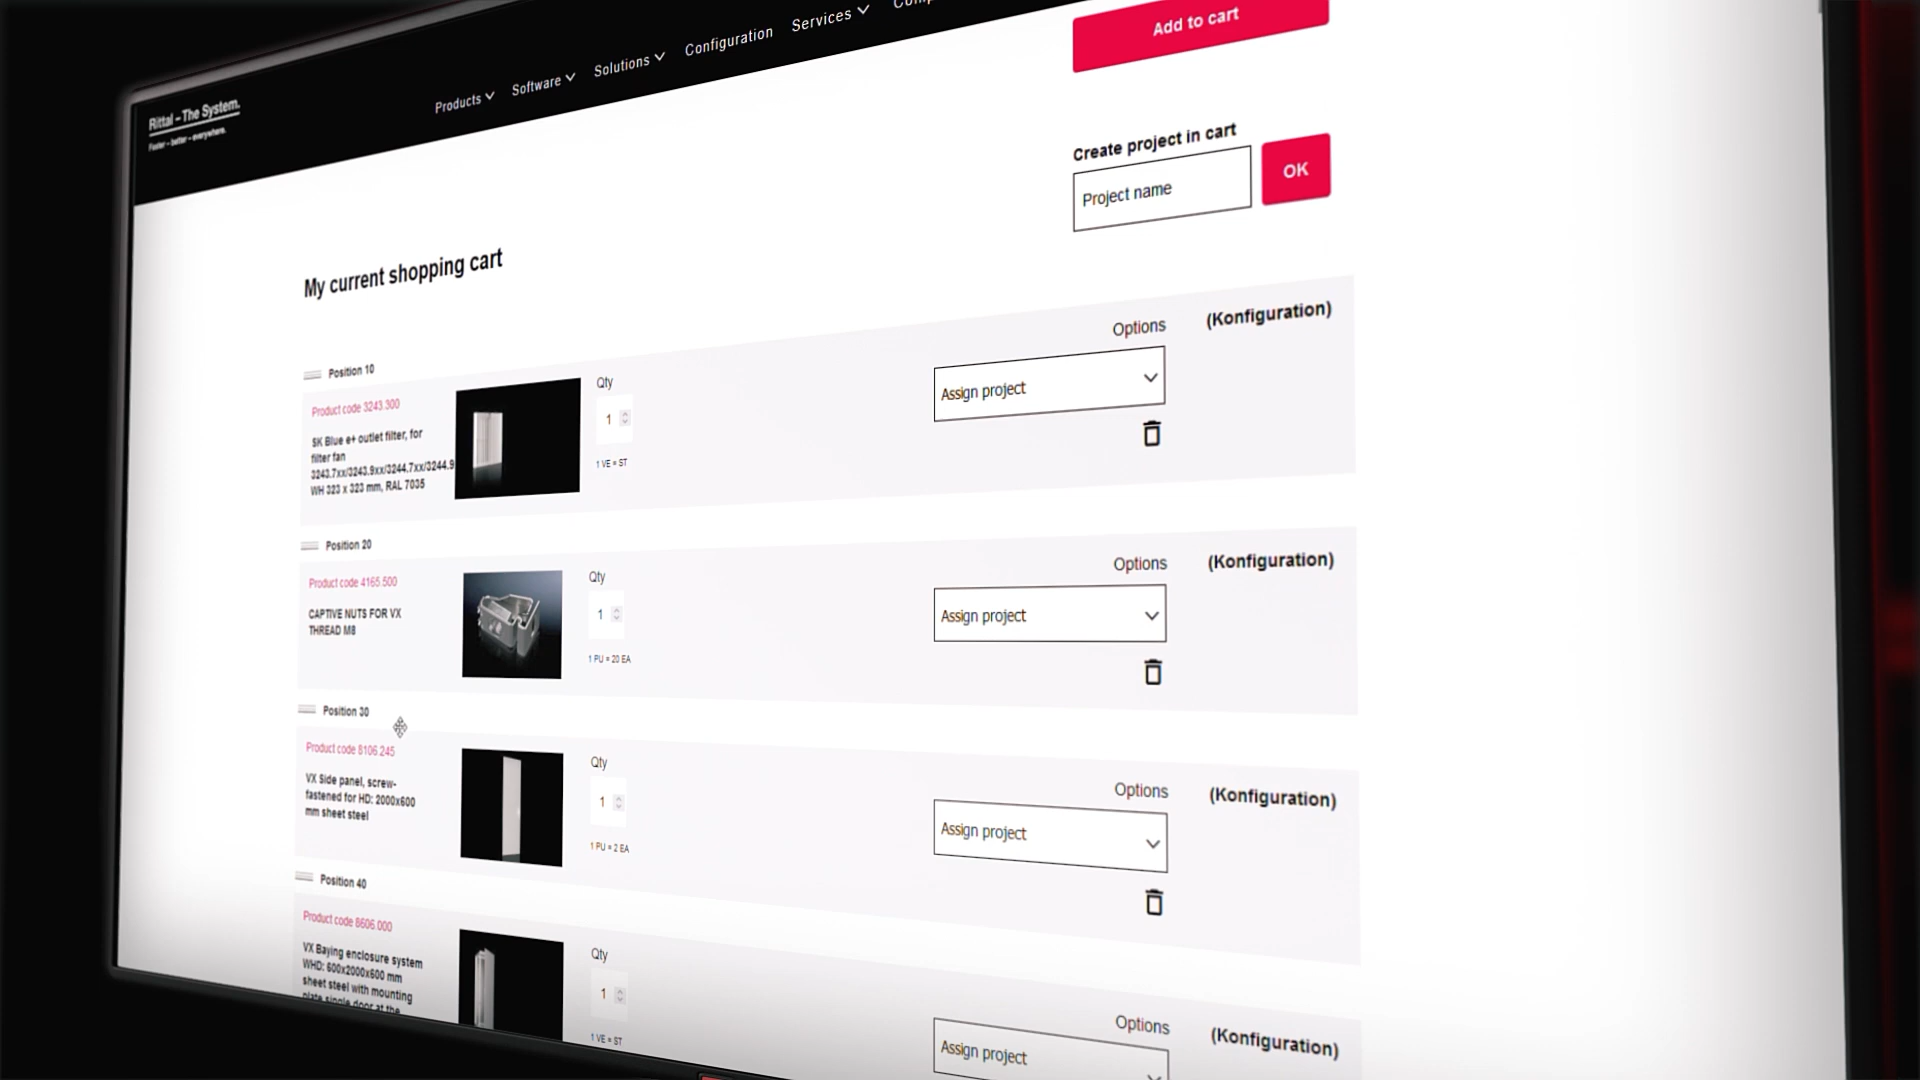 Rittal – The System.
Faster – better – everywhere.
Products
Software
Solutions
Configuration
Services
Add to cart
Create project in cart
Project name
OK
My current shopping cart
Position 10
Product code 3243.300
SK Blue e+ outlet filter, for
filter fan
3243.7xx/3243.9xx/3244.7xx/3244.9
WH 323 x 323 mm, RAL 7035
Qty
1
1 VE = ST
Options
(Konfiguration)
Assign project
Position 20
Product code 4165.500
CAPTIVE NUTS FOR VX
THREAD M8
Qty
1
1 PU = 20 EA
Options
(Konfiguration)
Assign project
Position 30
Product code 8106.245
VX Side panel, screw-
fastened for HD: 2000x600
mm sheet steel
Qty
1
1 PU = 2 EA
Options
(Konfiguration)
Assign project
Position 40
Product code 8606.000
VX Baying enclosure system
WHD: 600x2000x600 mm
sheet steel with mounting
plate single door at the
Qty
1
1 VE = ST
Options
(Konfiguration)
Assign project